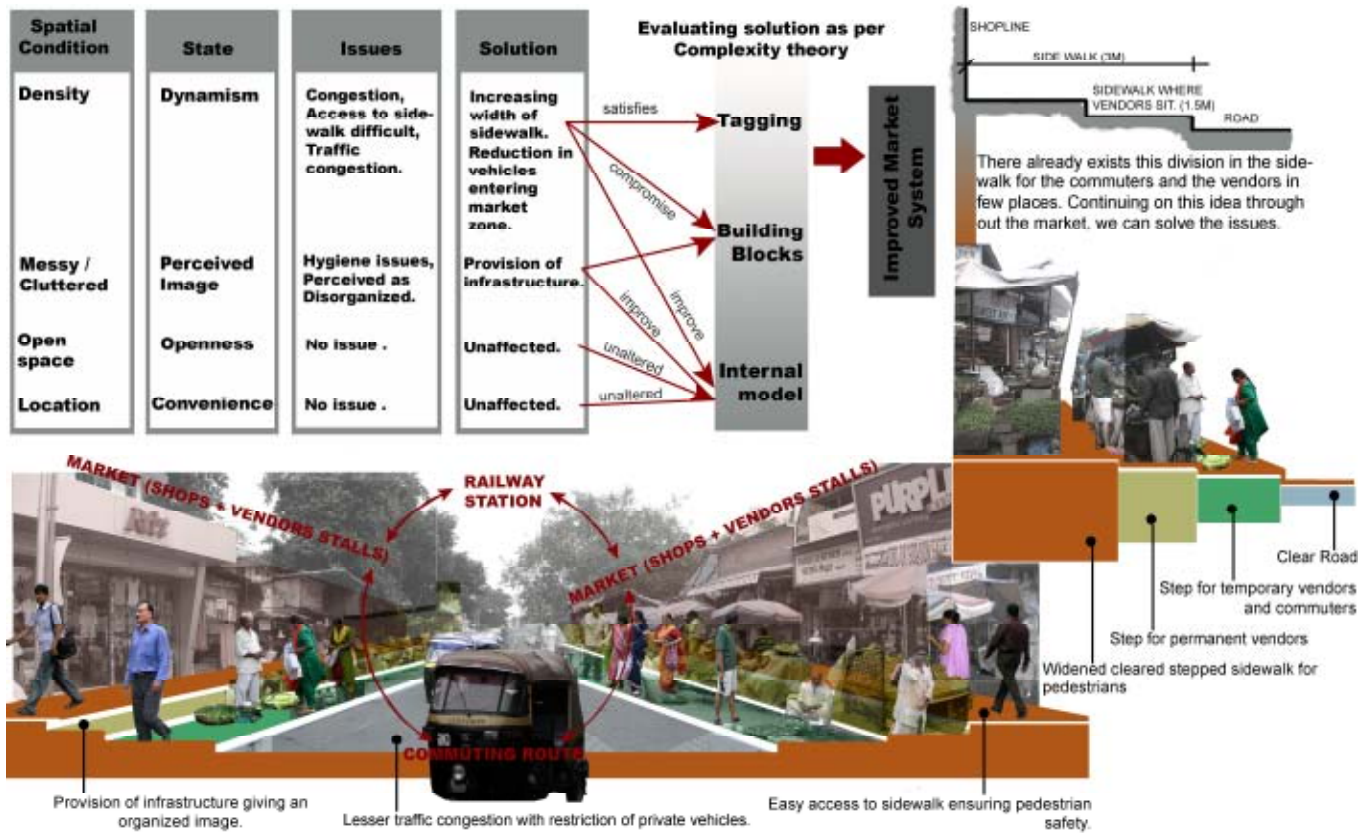 Spatial
Condition
State
Issues
Solution
Evaluating solution as per
Complexity theory
Density
Dynamism
Congestion,
Access to side-
walk difficult,
Traffic
congestion.
Increasing
width of
sidewalk.
Reduction in
vehicles
entering
market
zone.
Messy /
Cluttered
Perceived
Image
Hygiene issues,
Perceived as
Disorganized.
Provision of
infrastructure.
Open
space
Openness
No issue .
Unaffected.
Location
Convenience
No issue .
Unaffected.
satisfies
compromise
improve
improve
unaltered
unaltered
Tagging
Building
Blocks
Internal
model
Improved Market
System
SHOPLINE
SIDE WALK (3M)
SIDEWALK WHERE
VENDORS SIT. (1.5M)
ROAD
There already exists this division in the side-
walk for the commuters and the vendors in
few places. Continuing on this idea through
out the market, we can solve the issues.
Clear Road
Step for temporary vendors
and commuters
Step for permanent vendors
Widened cleared stepped sidewalk for
pedestrians
MARKET (SHOPS + VENDORS STALLS)
RAILWAY
STATION
MARKET (SHOPS + VENDORS STALLS)
PURPLE
COMMUTING ROUTE
Provision of infrastructure giving an
organized image.
Lesser traffic congestion with restriction of private vehicles.
Easy access to sidewalk ensuring pedestrian
safety.